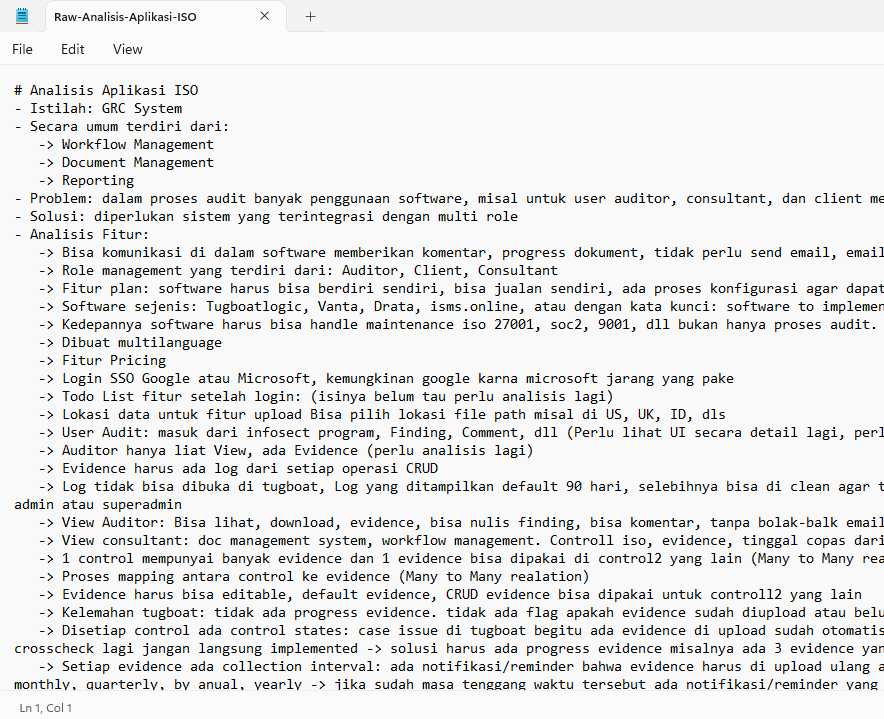 Raw-Analisis-Aplikasi-ISO
File Edit View
# Analisis Aplikasi ISO
- Istilah: GRC System
- Secara umum terdiri dari:
-> Workflow Management
-> Document Management
-> Reporting
- Problem: dalam proses audit banyak penggunaan software, misal untuk user auditor, consultant, dan client me
- Solusi: diperlukan sistem yang terintegrasi dengan multi role
- Analisis Fitur:
-> Bisa komunikasi di dalam software memberikan komentar, progress dokument, tidak perlu send email, email
-> Role management yang terdiri dari: Auditor, Client, Consultant
-> Fitur plan: software harus bisa berdiri sendiri, bisa jualan sendiri, ada proses konfigurasi agar dapat
-> Software sejenis: Tugboatlogic, Vanta, Drata, isms.online, atau dengan kata kunci: software to implemen
-> Kedepannya software harus bisa handle maintenance iso 27001, soc2, 9001, dll bukan hanya proses audit.
-> Dibuat multilanguage
-> Fitur Pricing
-> Login SSO Google atau Microsoft, kemungkinan google karna microsoft jarang yang pake
-> Todo List fitur setelah login: (isinya belum tau perlu analisis lagi)
-> Lokasi data untuk fitur upload Bisa pilih lokasi file path misal di US, UK, ID, dls
-> User Audit: masuk dari infosect program, Finding, Comment, dll (Perlu lihat UI secara detail lagi, perl
-> Auditor hanya liat View, ada Evidence (perlu analisis lagi)
-> Evidence harus ada log dari setiap operasi CRUD
-> Log tidak bisa dibuka di tugboat, Log yang ditampilkan default 90 hari, selebihnya bisa di clean agar t
admin atau superadmin
-> View Auditor: Bisa lihat, download, evidence, bisa nulis finding, bisa komentar, tanpa bolak-balk email
-> View consultant: doc management system, workflow management. Controll iso, evidence, tinggal copas dari
-> 1 control mempunyai banyak evidence dan 1 evidence bisa dipakai di control2 yang lain (Many to Many rea
-> Proses mapping antara control ke evidence (Many to Many realation)
-> Evidence harus bisa editable, default evidence, CRUD evidence bisa dipakai untuk controll2 yang lain
-> Kelemahan tugboat: tidak ada progress evidence. tidak ada flag apakah evidence sudah diupload atau belu
-> Disetiap control ada control states: case issue di tugboat begitu ada evidence di upload sudah otomatis
crosscheck lagi jangan langsung implemented -> solusi harus ada progress evidence misalnya ada 3 evidence yan
-> Setiap evidence ada collection interval: ada notifikasi/reminder bahwa evidence harus di upload ulang a
monthly, quarterly, by anual, yearly -> jika sudah masa tenggang waktu tersebut ada notifikasi/reminder yang
Ln 1, Col 1